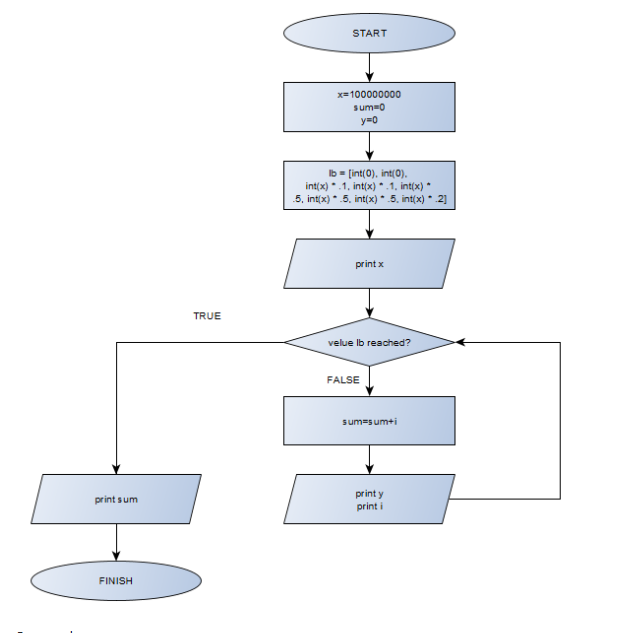 START
x=100000000
sum=0
y=0
lb = [int(0), int(0),
int(x) * .1, int(x) * .1, int(x) *
.5, int(x) * .5, int(x) * .5, int(x) * .2]
print x
TRUE
velue lb reached?
FALSE
sum=sum+i
print sum
print y
print i
FINISH